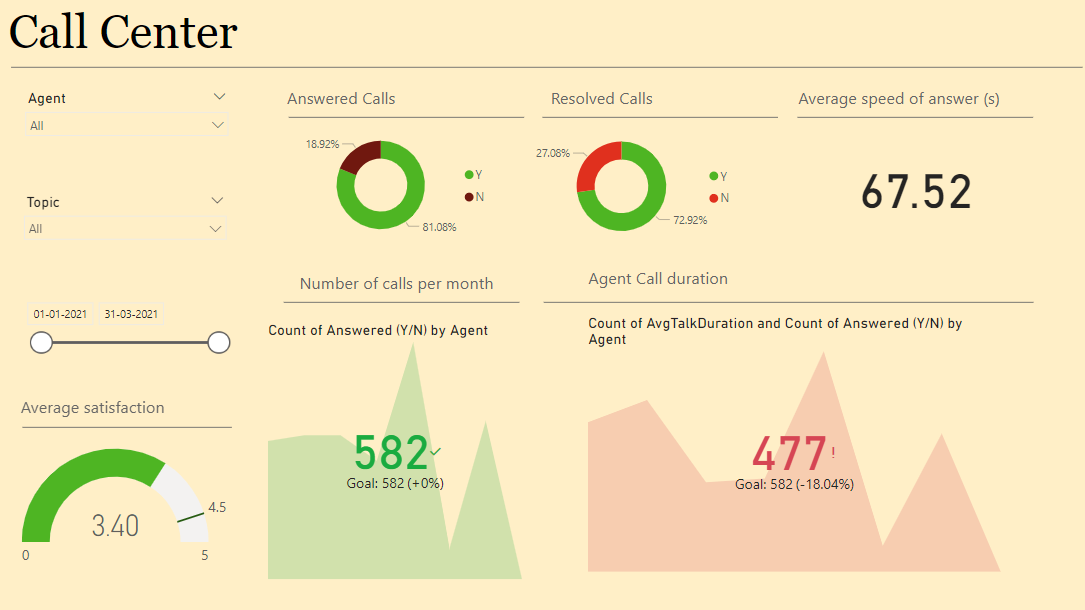 Call Center
Agent
All
Topic
All
01-01-2021 31-03-2021
Average satisfaction
3.40
4.5
0
5
Answered Calls
18.92%
81.08%
Y
N
Resolved Calls
27.08%
72.92%
Y
N
Average speed of answer (s)
67.52
Number of calls per month
Count of Answered (Y/N) by Agent
582
Goal: 582 (+0%)
Agent Call duration
Count of AvgTalkDuration and Count of Answered (Y/N) by
Agent
477!
Goal: 582 (-18.04%)